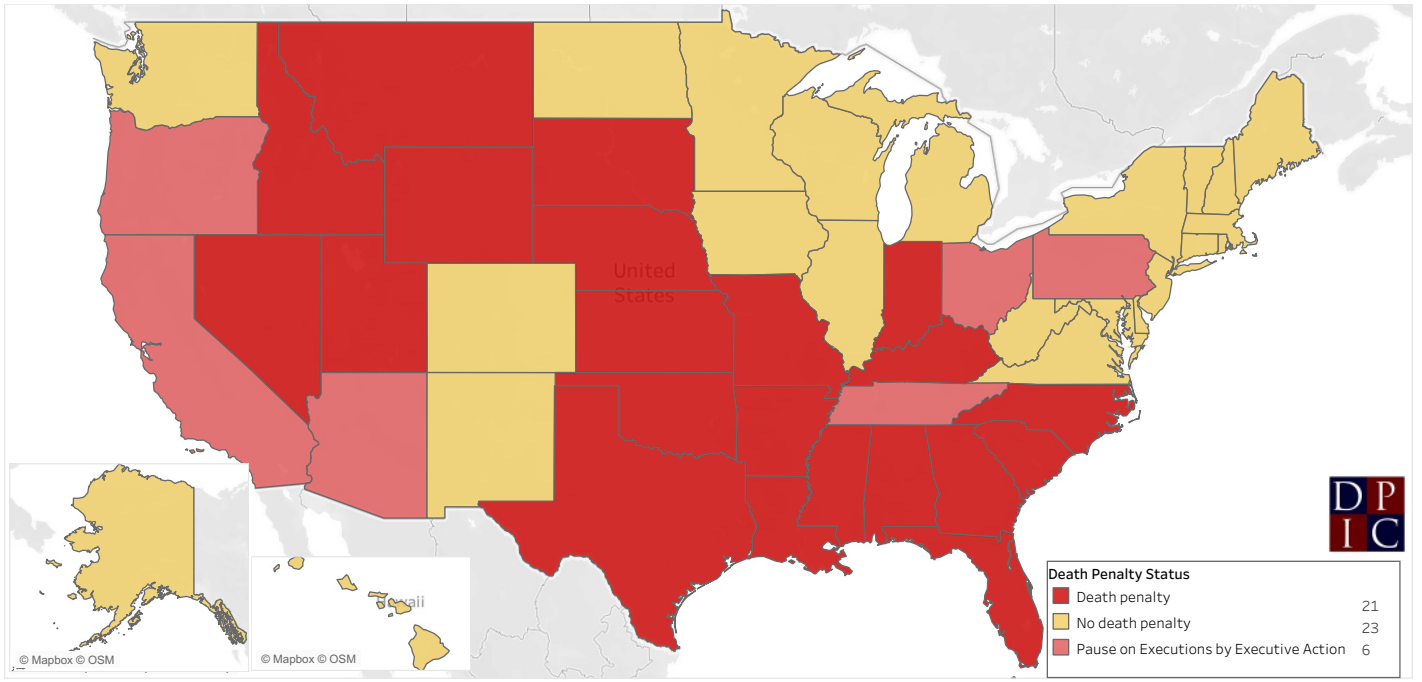 United
States
Hawaii
© Mapbox © OSM
© Mapbox © OSM
D P
I C
Death Penalty Status
Death penalty 21
No death penalty 23
Pause on Executions by Executive Action 6